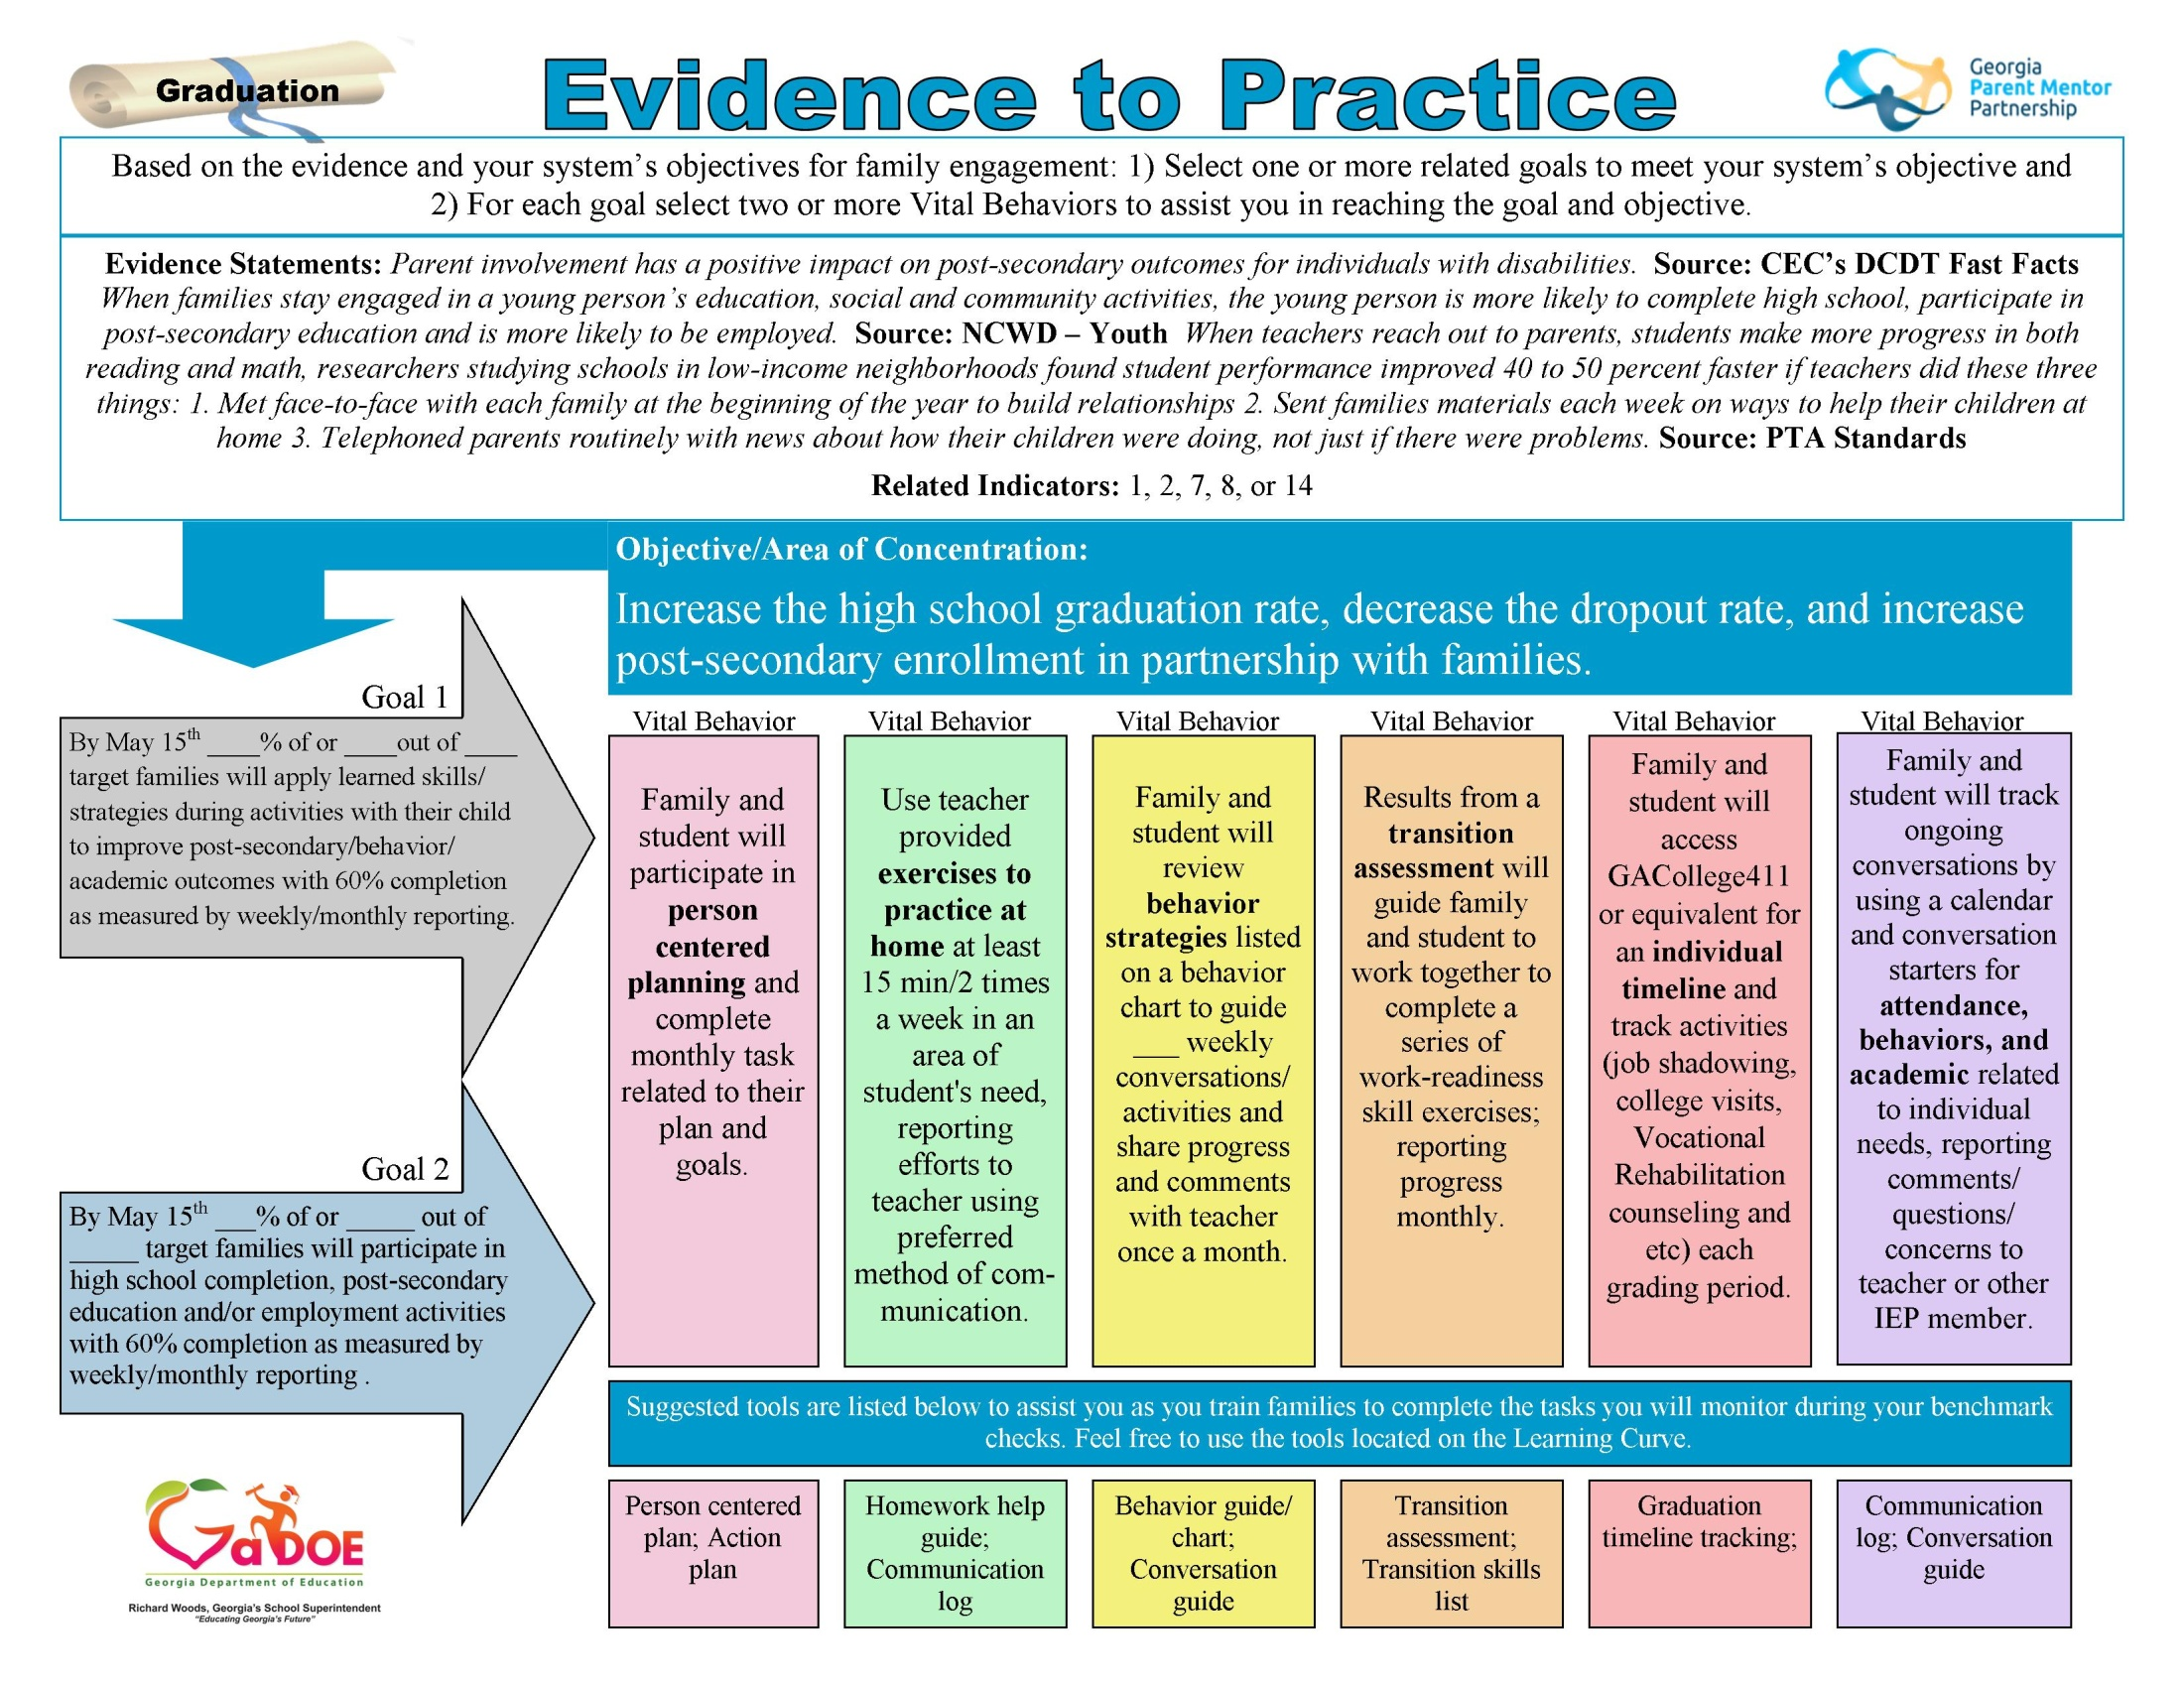 Graduation
Evidence to Practice
Georgia
Parent Mentor
Partnership
Based on the evidence and your system's objectives for family engagement: 1) Select one or more related goals to meet your system's objective and
2) For each goal select two or more Vital Behaviors to assist you in reaching the goal and objective.
Evidence Statements: Parent involvement has a positive impact on post-secondary outcomes for individuals with disabilities. Source: CEC's DCDT Fast Facts
When families stay engaged in a young person's education, social and community activities, the young person is more likely to complete high school, participate in
post-secondary education and is more likely to be employed. Source: NCWD – Youth When teachers reach out to parents, students make more progress in both
reading and math, researchers studying schools in low-income neighborhoods found student performance improved 40 to 50 percent faster if teachers did these three
things: 1. Met face-to-face with each family at the beginning of the year to build relationships 2. Sent families materials each week on ways to help their children at
home 3. Telephoned parents routinely with news about how their children were doing, not just if there were problems. Source: PTA Standards
Related Indicators: 1, 2, 7, 8, or 14
Objective/Area of Concentration:
Increase the high school graduation rate, decrease the dropout rate, and increase
post-secondary enrollment in partnership with families.
Goal 1
By May 15th ____% of or ____out of ____
target families will apply learned skills/
strategies during activities with their child
to improve post-secondary/behavior/
academic outcomes with 60% completion
as measured by weekly/monthly reporting.
Goal 2
By May 15th ___% of or _____ out of
_____ target families will participate in
high school completion, post-secondary
education and/or employment activities
with 60% completion as measured by
weekly/monthly reporting .
Vital Behavior
Family and
student will
participate in
person
centered
planning and
complete
monthly task
related to their
plan and
goals.
Vital Behavior
Use teacher
provided
exercises to
practice at
home at least
15 min/2 times
a week in an
area of
student's need,
reporting
efforts to
teacher using
preferred
method of com-
munication.
Vital Behavior
Family and
student will
review
behavior
strategies listed
on a behavior
chart to guide
___ weekly
conversations/
activities and
share progress
and comments
with teacher
once a month.
Vital Behavior
Results from a
transition
assessment will
guide family
and student to
work together to
complete a
series of
work-readiness
skill exercises;
reporting
progress
monthly.
Vital Behavior
Family and
student will
access
GACollege411
or equivalent for
an individual
timeline and
track activities
(job shadowing,
college visits,
Vocational
Rehabilitation
counseling and
etc) each
grading period.
Vital Behavior
Family and
student will track
ongoing
conversations by
using a calendar
and conversation
starters for
attendance,
behaviors, and
academic related
to individual
needs, reporting
comments/
questions/
concerns to
teacher or other
IEP member.
Suggested tools are listed below to assist you as you train families to complete the tasks you will monitor during your benchmark
checks. Feel free to use the tools located on the Learning Curve.
Person centered
plan; Action
plan
Homework help
guide;
Communication
log
Behavior guide/
chart;
Conversation
guide
Transition
assessment;
Transition skills
list
Graduation
timeline tracking;
Communication
log; Conversation
guide
GaDOE
Georgia Department of Education
Richard Woods, Georgia's School Superintendent
"Educating Georgia's Future"